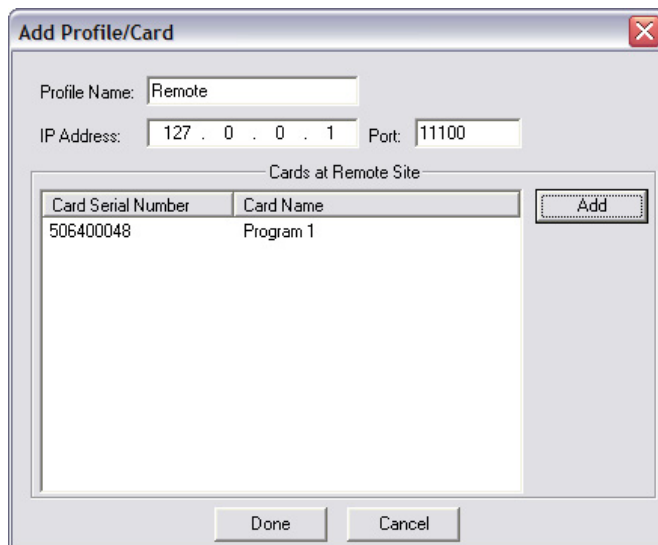 Add Profile/Card
Profile Name: Remote
IP Address: 127 . 0 . 0 . 1 Port: 11100
Cards at Remote Site
Card Serial Number Card Name
Add
506400048 Program 1
Done Cancel